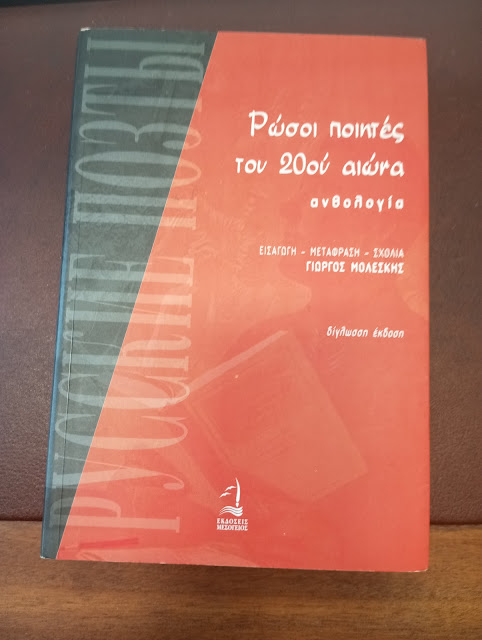 РУССКИЕ ПОЭТЫ
Ρώσοι ποιητές
του 20ού αιώνα
ανθολογία
ΕΙΣΑΓΩΓΗ - ΜΕΤΑΦΡΑΣΗ - ΣΧΟΛΙΑ
ΓΙΩΡΓΟΣ ΜΟΛΕΣΚΗΣ
δίγλωσση έκδοση
ΕΚΔΟΣΕΙΣ
ΜΕΣΟΓΕΙΟΣ